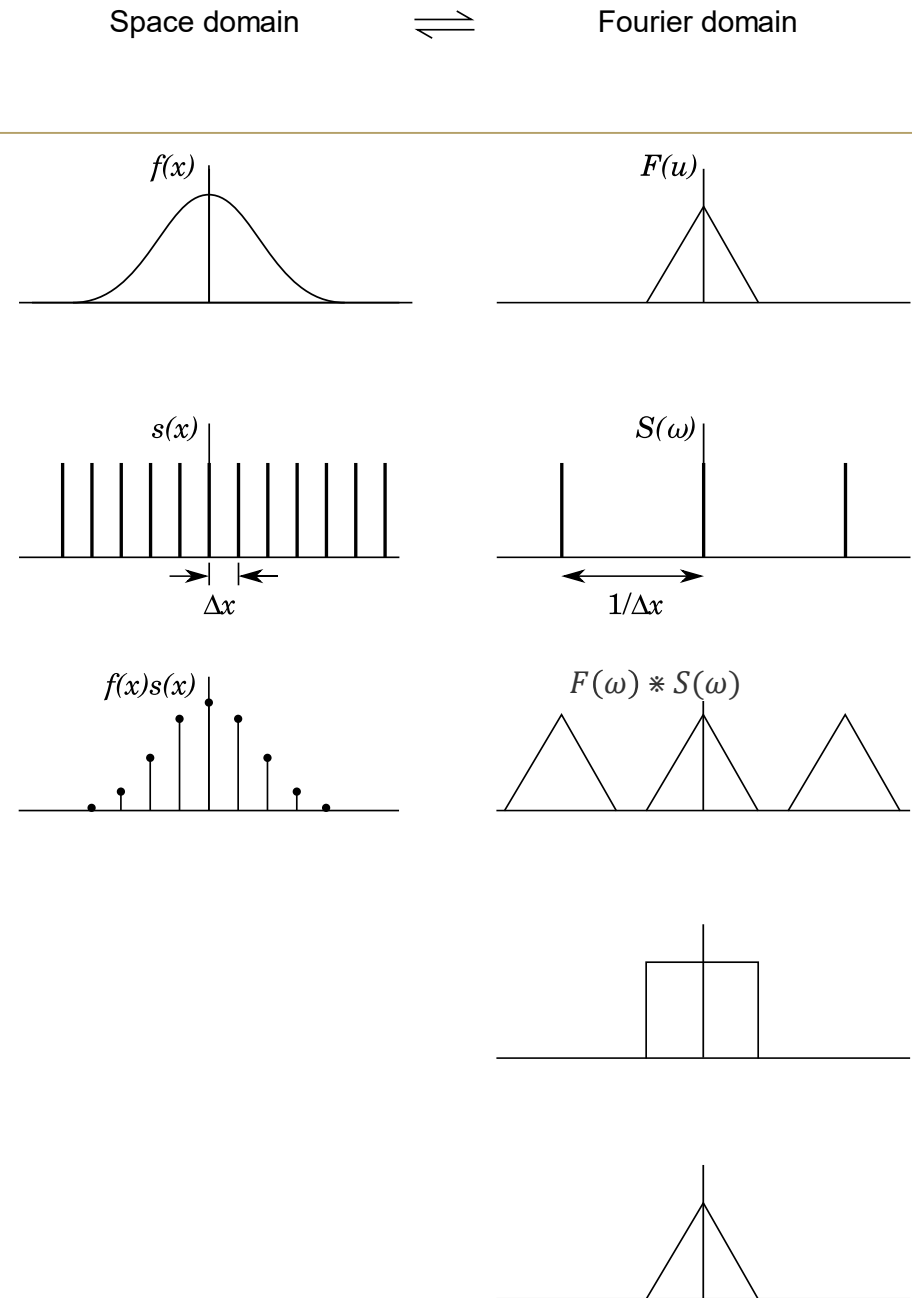 Space domain ⇌ Fourier domain
f(x) F(u)
s(x) S(ω)
Δx 1/Δx
f(x)s(x) F(ω) ⁎ S(ω)